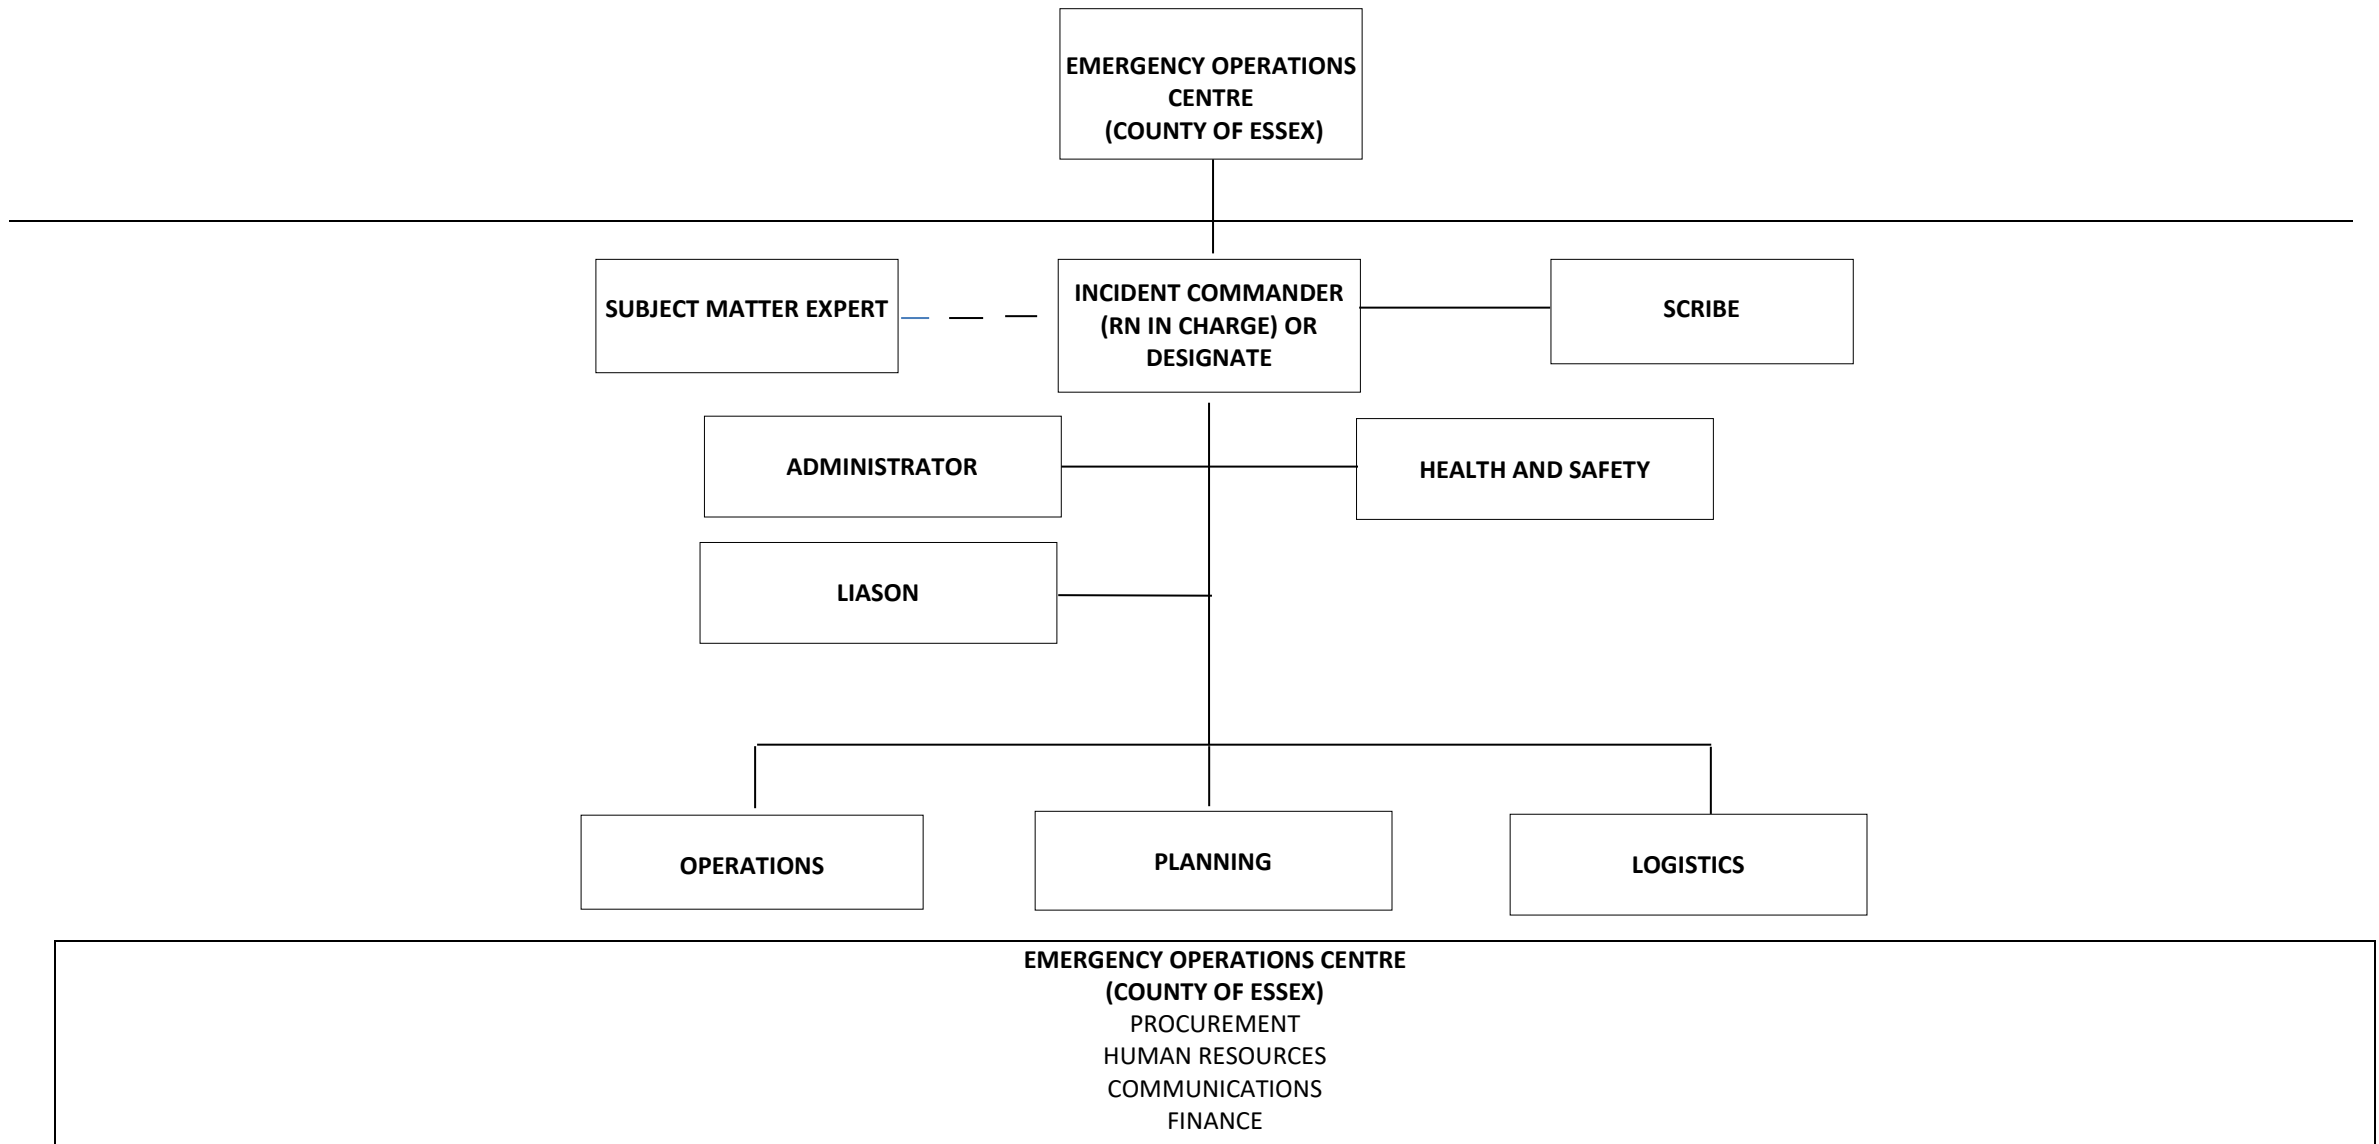 EMERGENCY OPERATIONS
CENTRE
(COUNTY OF ESSEX)
SUBJECT MATTER EXPERT
INCIDENT COMMANDER
(RN IN CHARGE) OR
DESIGNATE
SCRIBE
ADMINISTRATOR
HEALTH AND SAFETY
LIASON
OPERATIONS
PLANNING
LOGISTICS
EMERGENCY OPERATIONS CENTRE
(COUNTY OF ESSEX)
PROCUREMENT
HUMAN RESOURCES
COMMUNICATIONS
FINANCE